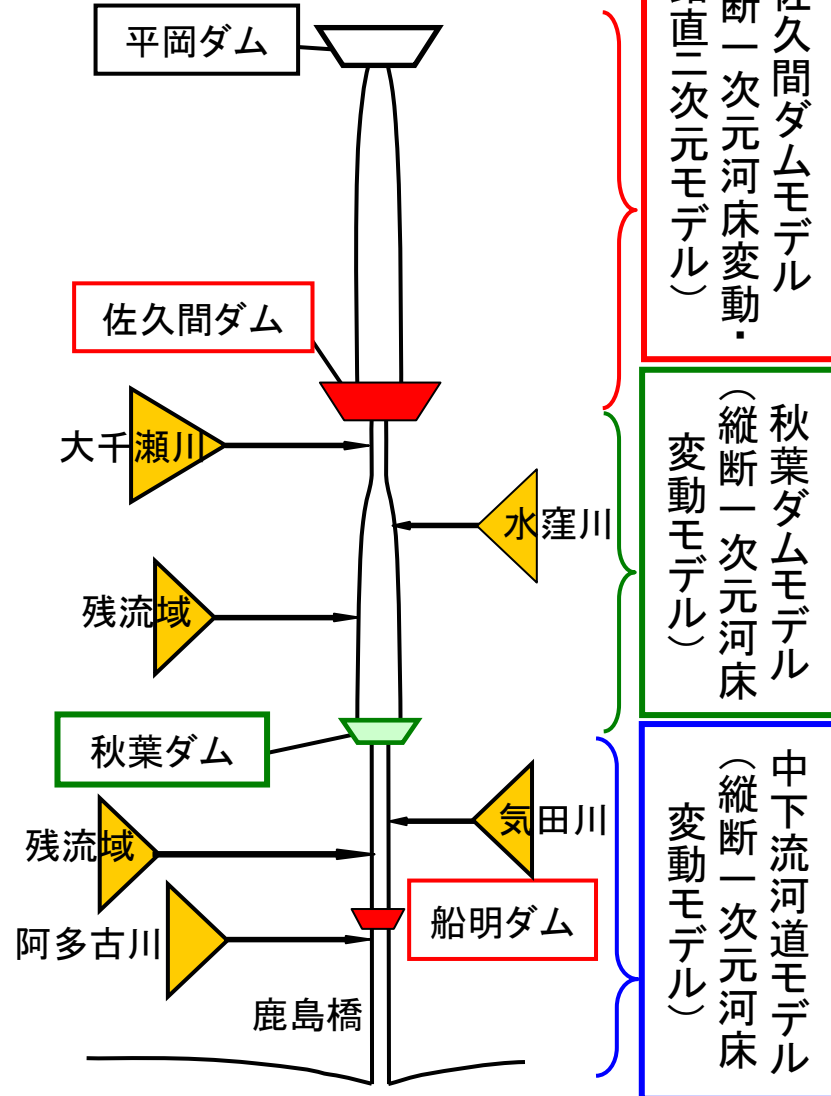 平岡ダム
佐久間ダム
大千瀬川
水窪川
残流域
秋葉ダム
気田川
残流域
船明ダム
阿多古川
鹿島橋
佐久間ダムモデル
断一次元河床変動・
直二次元モデル）
秋葉ダムモデル
（縦断一次元河床
変動モデル）
中下流河道モデル
（縦断一次元河床
変動モデル）